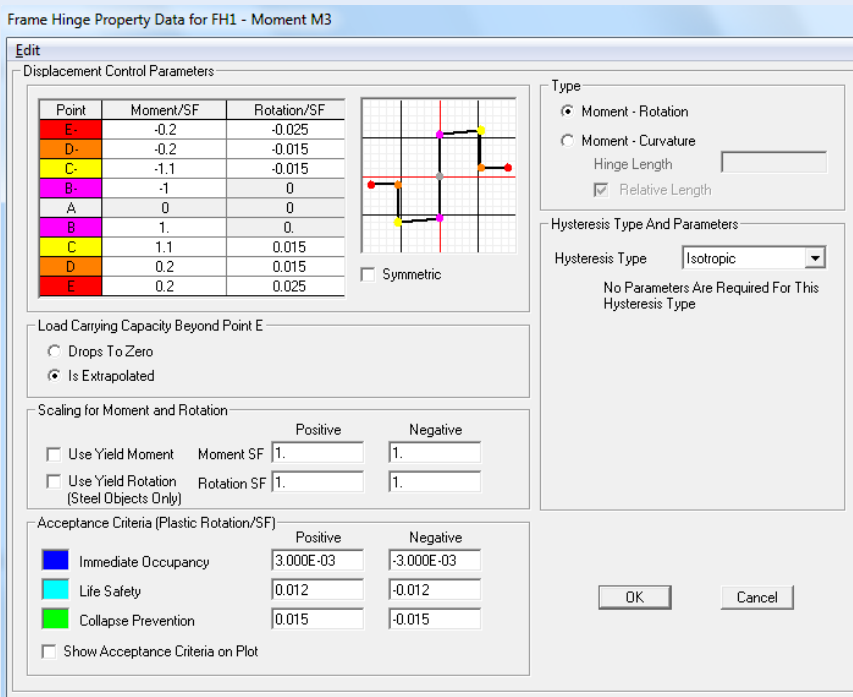 Frame Hinge Property Data for FH1 - Moment M3
Edit
Displacement Control Parameters
Point Moment/SF Rotation/SF
E- -0.2 -0.025
D- -0.2 -0.015
C- -1.1 -0.015
B- -1 0
A 0 0
B 1. 0.
C 1.1 0.015
D 0.2 0.015
E 0.2 0.025
Symmetric
Load Carrying Capacity Beyond Point E
Drops To Zero
Is Extrapolated
Scaling for Moment and Rotation
Positive Negative
Use Yield Moment Moment SF 1. 1.
Use Yield Rotation Rotation SF 1. 1.
(Steel Objects Only)
Acceptance Criteria (Plastic Rotation/SF)
Positive Negative
Immediate Occupancy 3.000E-03 -3.000E-03
Life Safety 0.012 -0.012
Collapse Prevention 0.015 -0.015
Show Acceptance Criteria on Plot
Type
Moment - Rotation
Moment - Curvature
Hinge Length
Relative Length
Hysteresis Type And Parameters
Hysteresis Type Isotropic
No Parameters Are Required For This
Hysteresis Type
OK Cancel